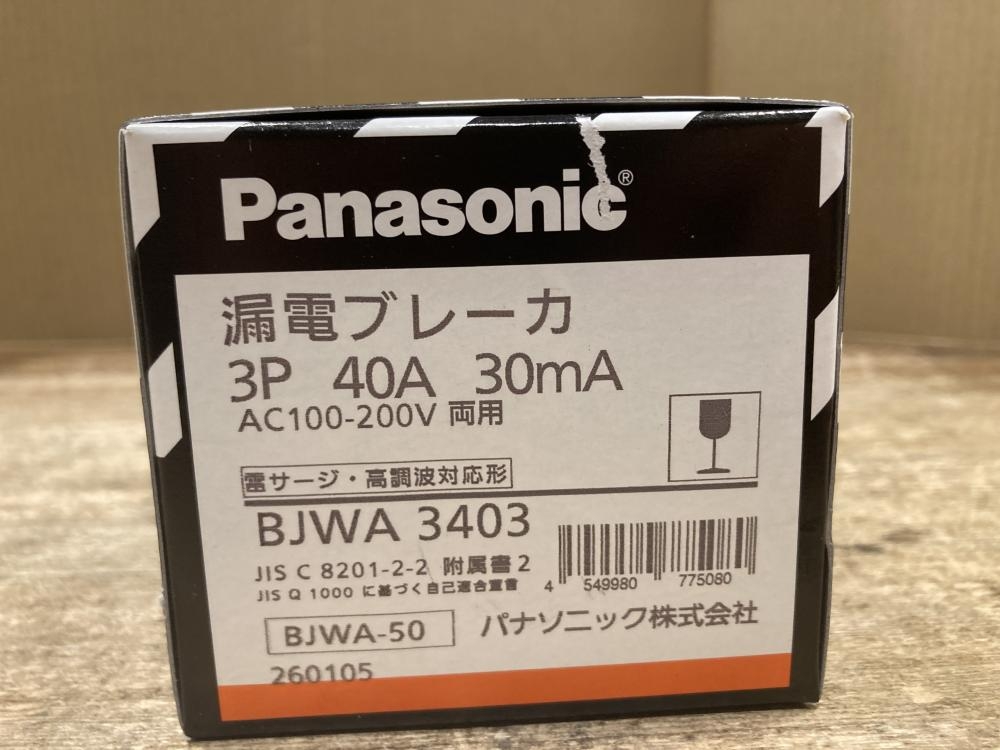 Panasonic®
漏電ブレーカ
3P 40A 30mA
AC100-200V 両用
雷サージ・高調波対応形
BJWA 3403
JIS C 8201-2-2 附属書2
JIS Q 1000 に基づく自己適合宣言
4 549980 775080
BJWA-50
パナソニック株式会社
260105